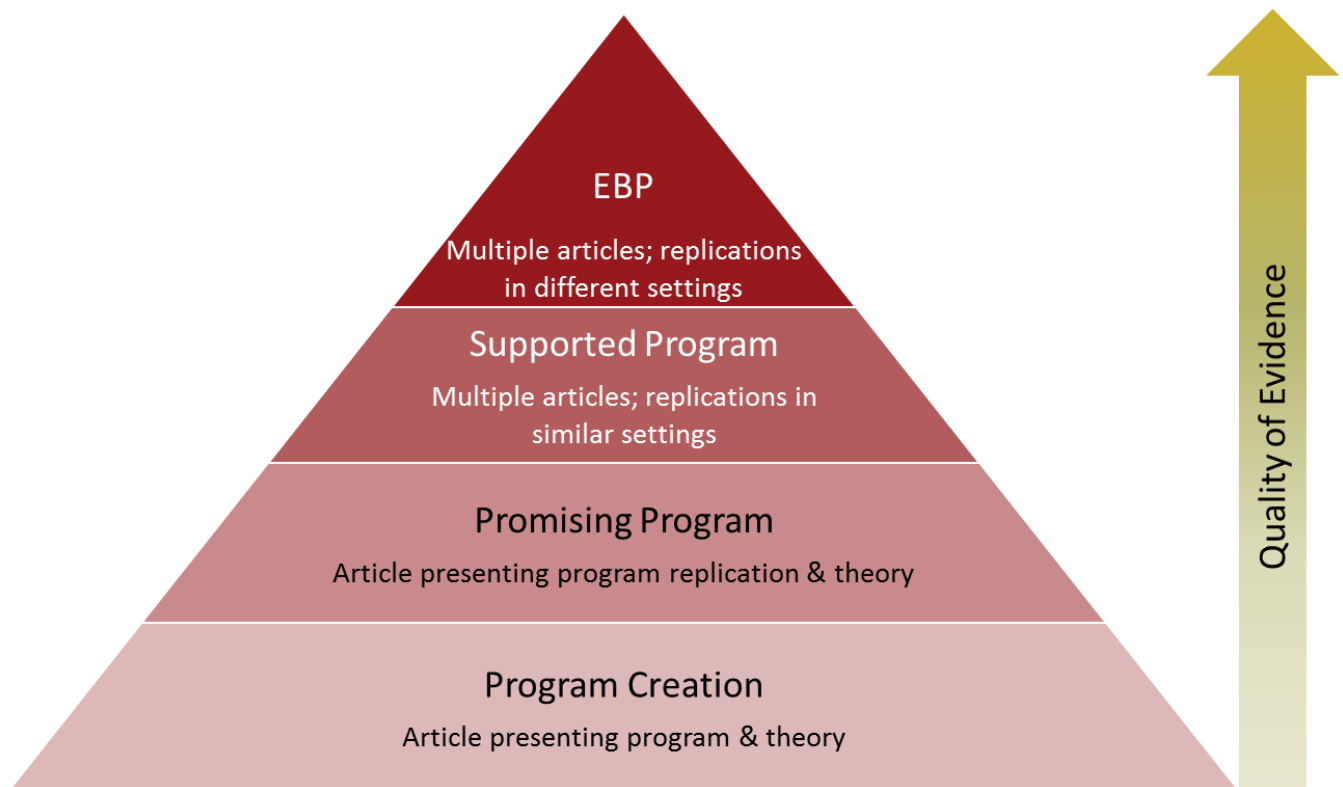 EBP
Multiple articles; replications
in different settings
Supported Program
Multiple articles; replications in
similar settings
Promising Program
Article presenting program replication & theory
Program Creation
Article presenting program & theory
Quality of Evidence